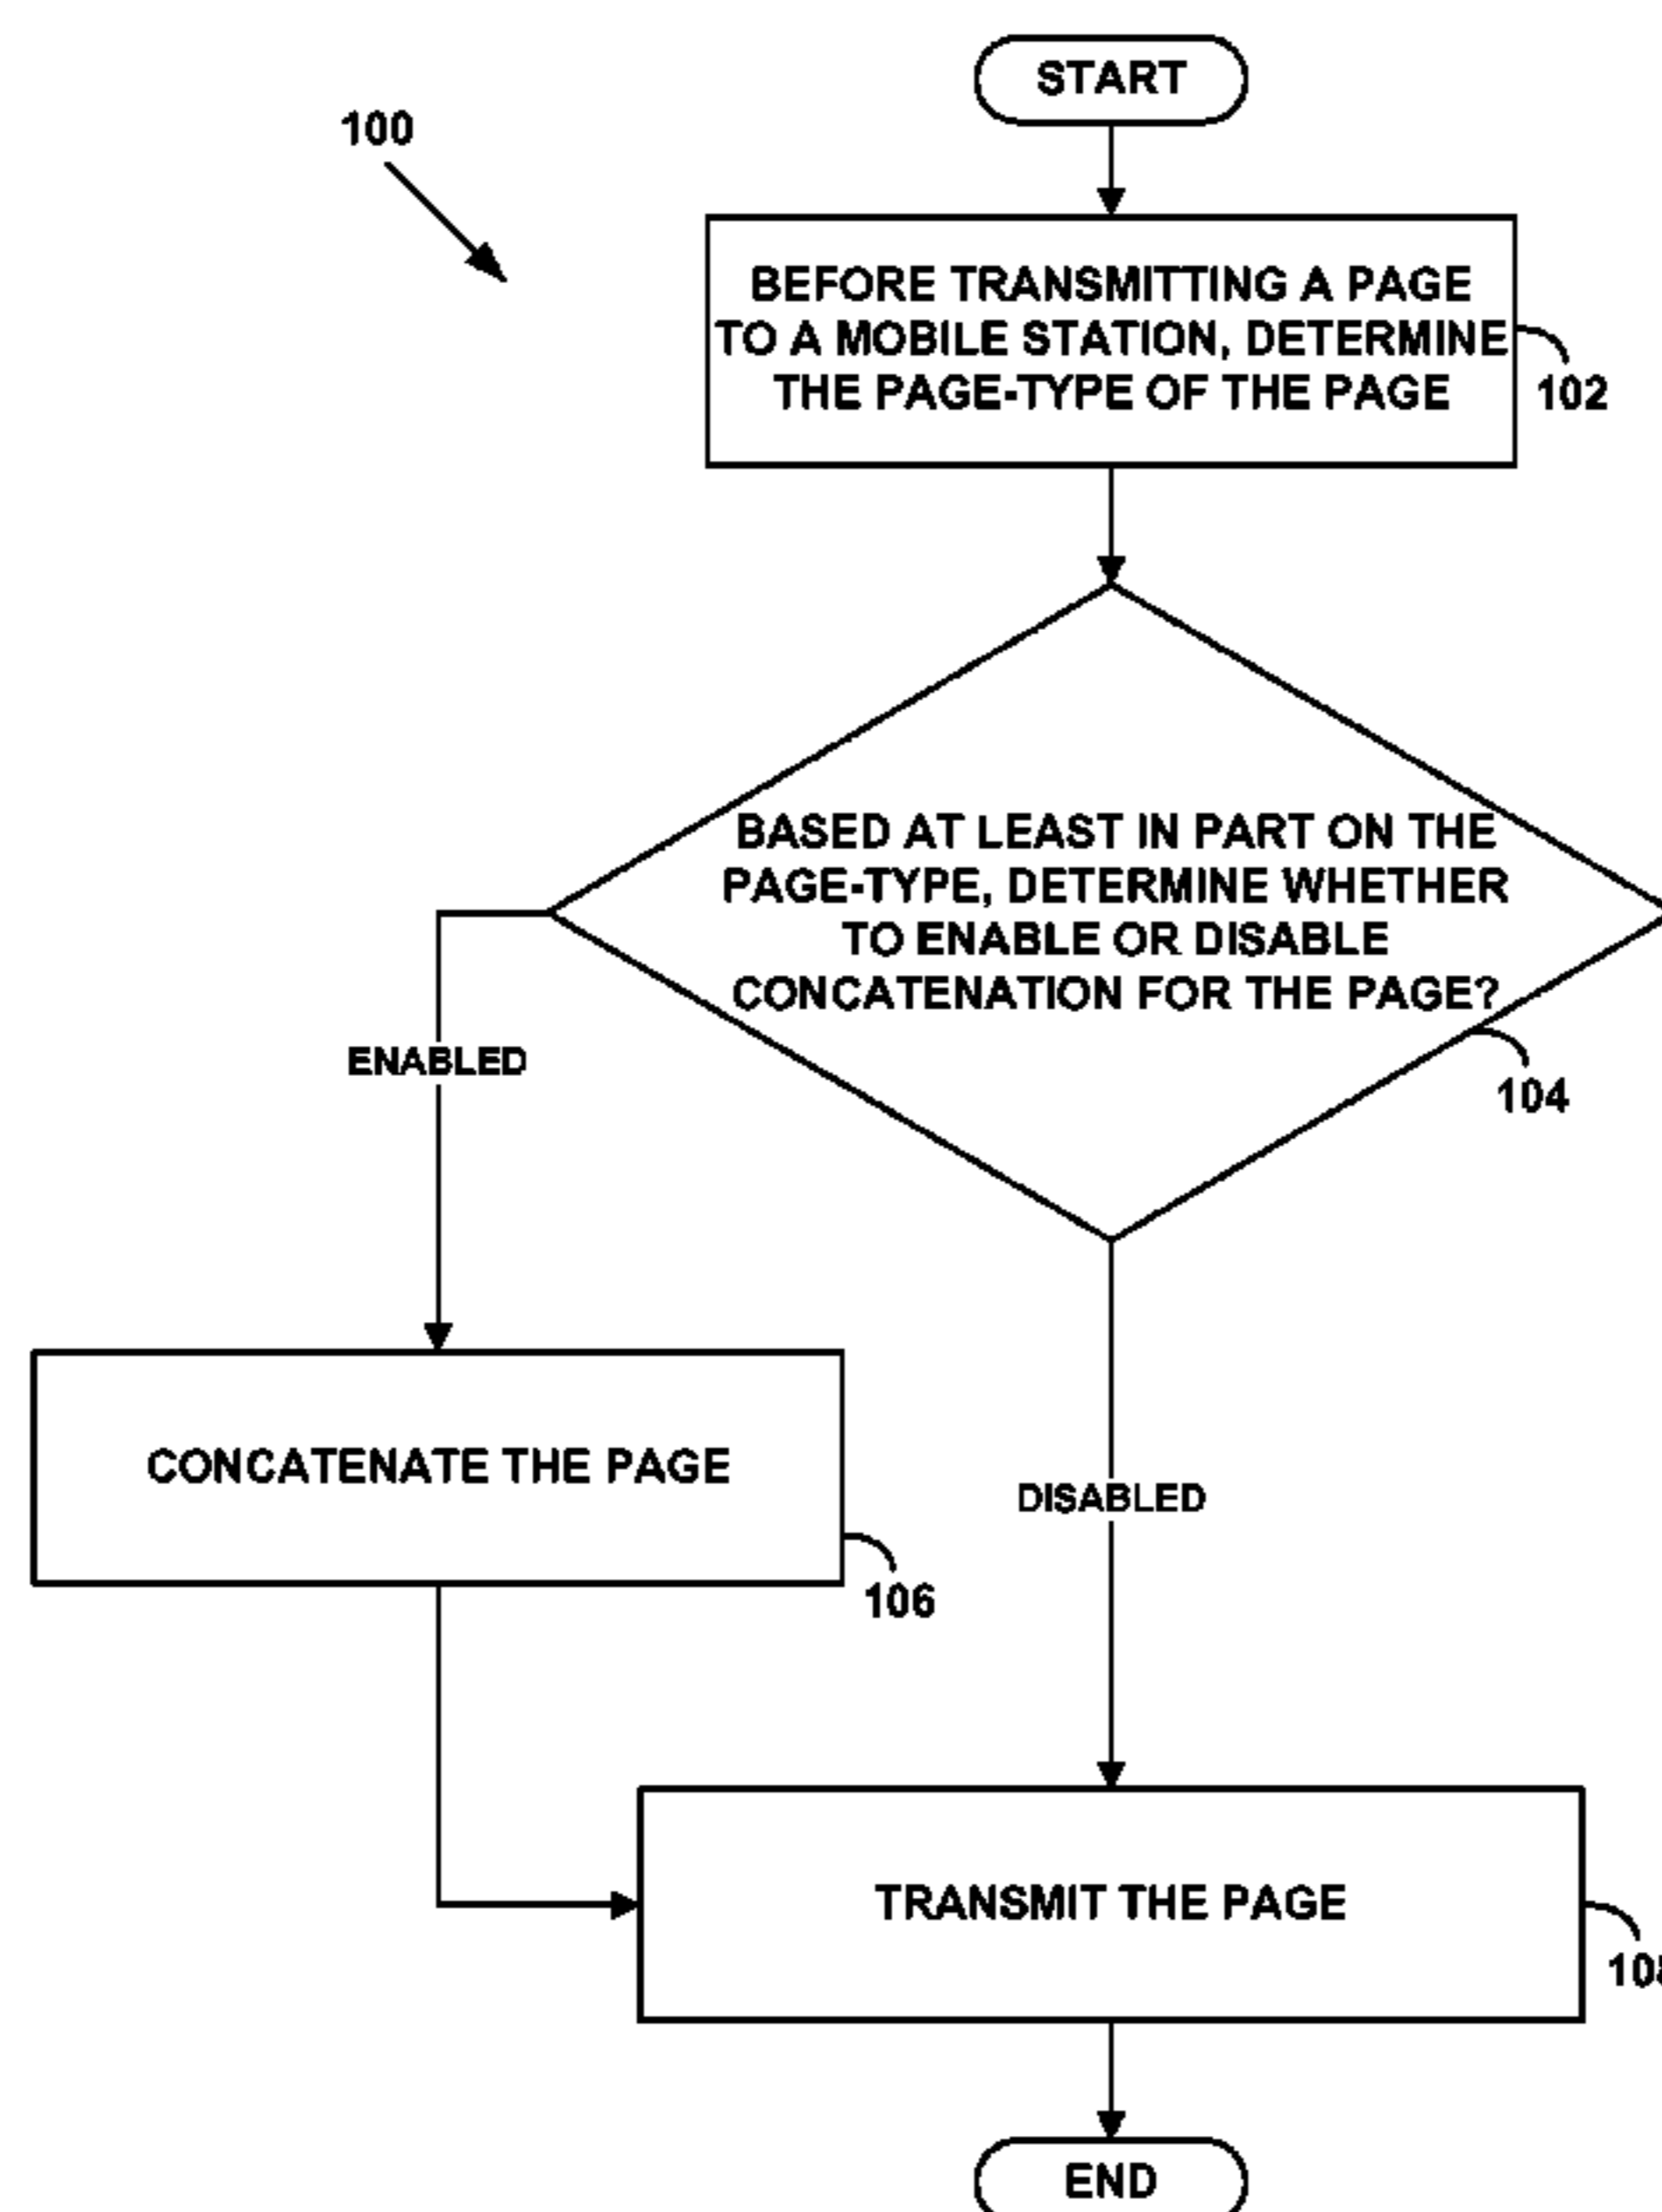 START
100
BEFORE TRANSMITTING A PAGE
TO A MOBILE STATION, DETERMINE
THE PAGE-TYPE OF THE PAGE
102
BASED AT LEAST IN PART ON THE
PAGE-TYPE, DETERMINE WHETHER
TO ENABLE OR DISABLE
CONCATENATION FOR THE PAGE?
104
ENABLED
CONCATENATE THE PAGE
106
DISABLED
TRANSMIT THE PAGE
108
END